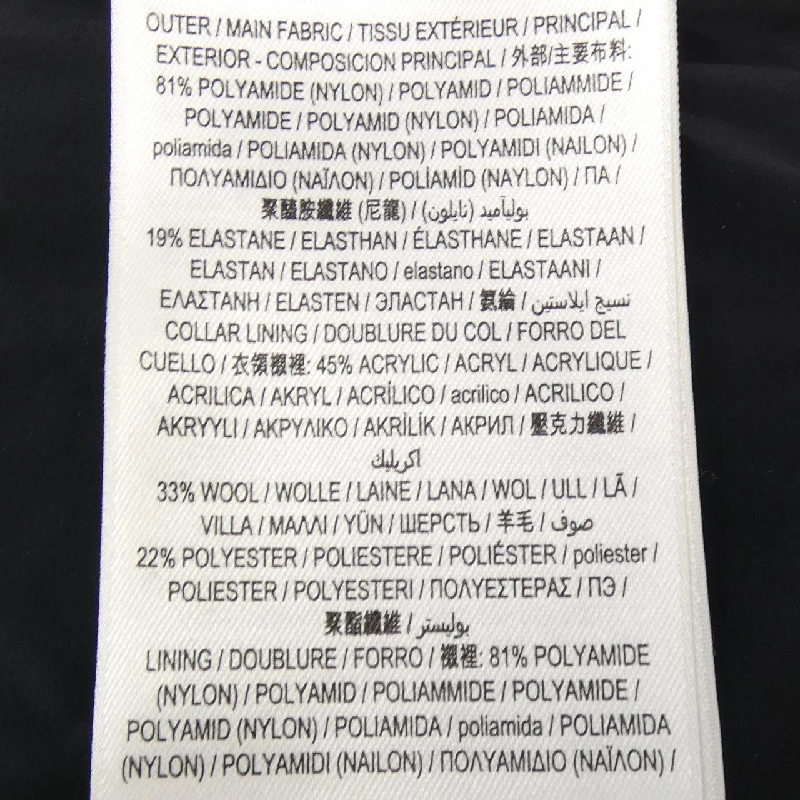 OUTER / MAIN FABRIC / TISSU EXTÉRIEUR / PRINCIPAL /
EXTERIOR - COMPOSICION PRINCIPAL / 外部/主要布料:
81% POLYAMIDE (NYLON) / POLYAMID / POLIAMMIDE /
POLYAMIDE / POLYAMID (NYLON) / POLIAMIDA /
poliamida / POLIAMIDA (NYLON) / POLYAMIDI (NAILON) /
ΠΟΛΥΑΜΙΔΙΟ (ΝΑΪΛΟΝ) / POLİAMİD (NAYLON) / ПА /
聚醯胺纖維 (尼龍) / بولیآمید (نایلون)
19% ELASTANE / ELASTHAN / ÉLASTHANE / ELASTAAN /
ELASTAN / ELASTANO / elastano / ELASTAANI /
ΕΛΑΣΤΑΝΗ / ELASTEN / ЭЛАСТАН / 氨綸 / نسيج ايلاستين
COLLAR LINING / DOUBLURE DU COL / FORRO DEL
CUELLO / 衣領襯裡: 45% ACRYLIC / ACRYL / ACRYLIQUE /
ACRILICA / AKRYL / ACRÍLICO / acrilico / ACRILICO /
AKRYYLI / ΑΚΡΥΛΙΚΟ / AKRİLİK / АКРИЛ / 壓克力纖維 /
اكريليك
33% WOOL / WOLLE / LAINE / LANA / WOL / ULL / LÃ /
VILLA / ΜΑΛΛΙ / YÜN / ШЕРСТЬ / 羊毛 / صوف
22% POLYESTER / POLIESTERE / POLIÉSTER / poliester /
POLIESTER / POLYESTERI / ΠΟΛΥΕΣΤΕΡΑΣ / ПЭ /
聚酯纖維 / بوليستر
LINING / DOUBLURE / FORRO / 襯裡: 81% POLYAMIDE
(NYLON) / POLYAMID / POLIAMMIDE / POLYAMIDE /
POLYAMID (NYLON) / POLIAMIDA / poliamida / POLIAMIDA
(NYLON) / POLYAMIDI (NAILON) / ΠΟΛΥΑΜΙΔΙΟ (ΝΑΪΛΟΝ) /